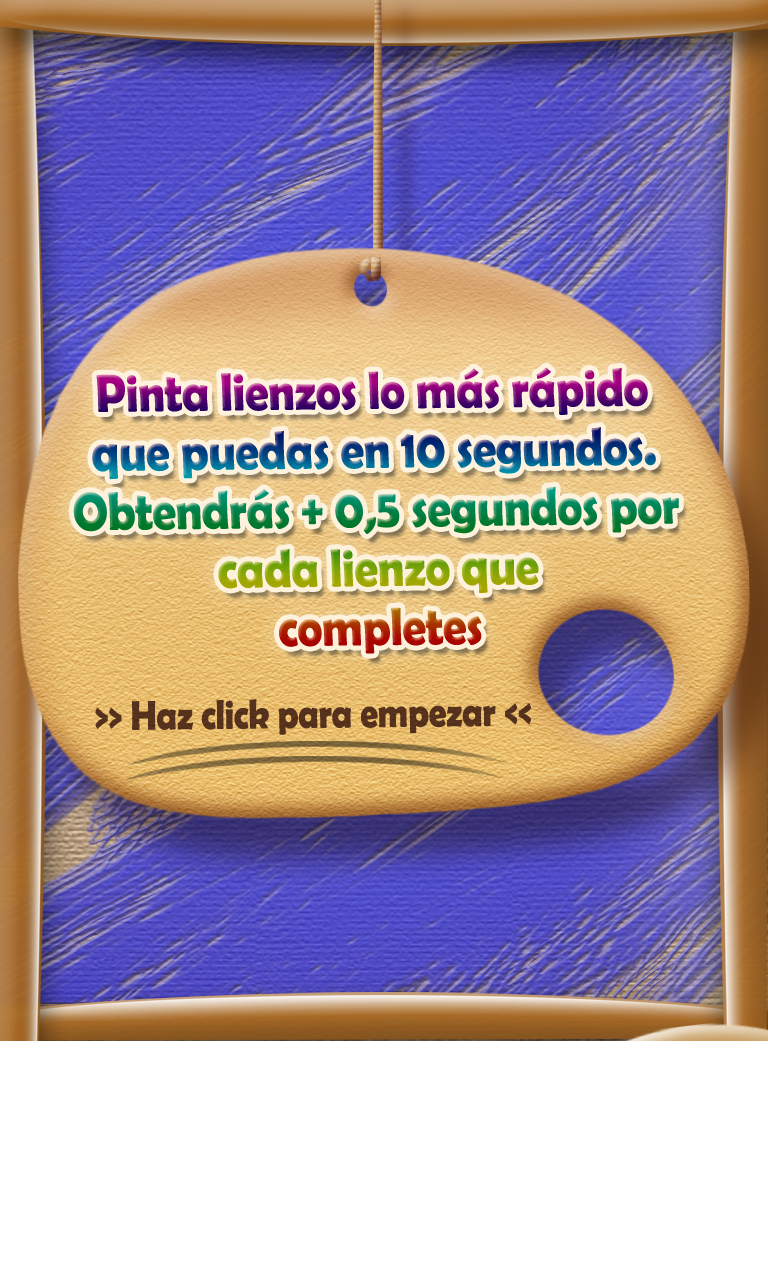 Pinta lienzos lo más rápido
que puedas en 10 segundos.
Obtendrás + 0,5 segundos por
cada lienzo que
completes
>> Haz click para empezar <<